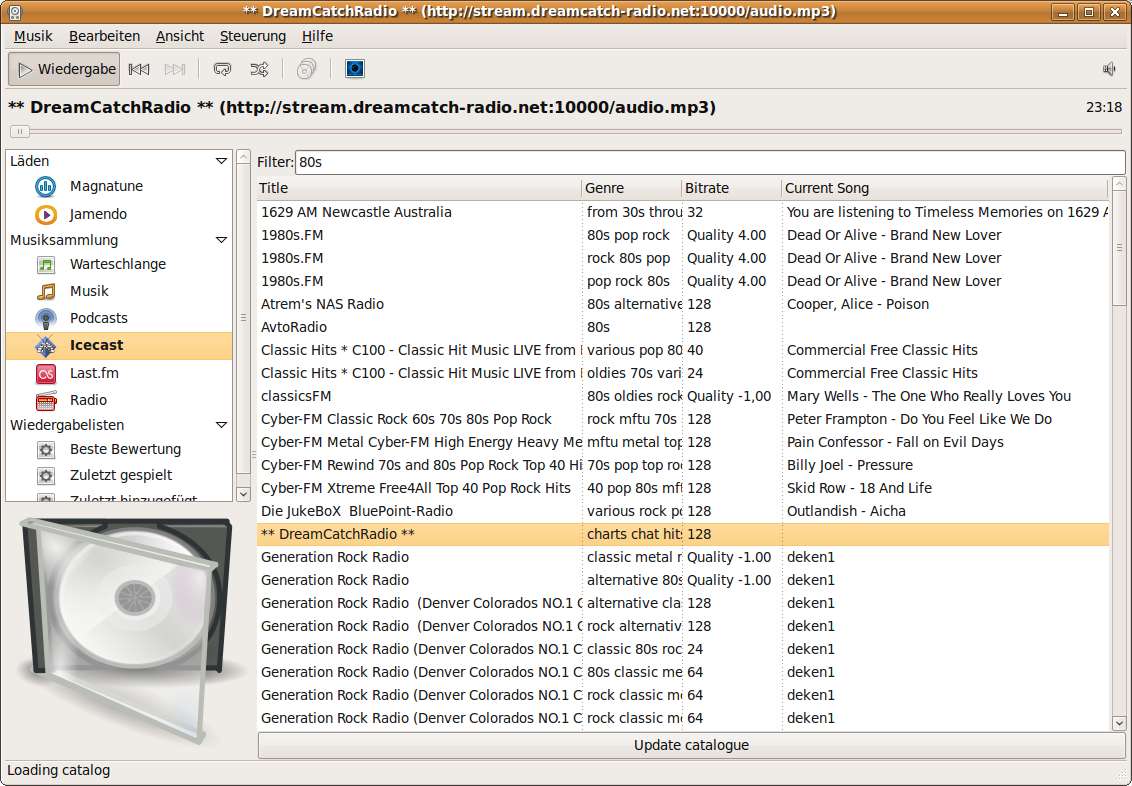 ** DreamCatchRadio ** (http://stream.dreamcatch-radio.net:10000/audio.mp3)
Musik Bearbeiten Ansicht Steuerung Hilfe
Wiedergabe
** DreamCatchRadio ** (http://stream.dreamcatch-radio.net:10000/audio.mp3) 23:18
Läden
Magnatune
Jamendo
Musiksammlung
Warteschlange
Musik
Podcasts
Icecast
Last.fm
Radio
Wiedergabelisten
Beste Bewertung
Zuletzt gespielt
Zuletzt hinzugefügt
Filter: 80s
Title Genre Bitrate Current Song
1629 AM Newcastle Australia from 30s throu 32 You are listening to Timeless Memories on 1629 A
1980s.FM 80s pop rock Quality 4.00 Dead Or Alive - Brand New Lover
1980s.FM rock 80s pop Quality 4.00 Dead Or Alive - Brand New Lover
1980s.FM pop rock 80s Quality 4.00 Dead Or Alive - Brand New Lover
Atrem's NAS Radio 80s alternative 128 Cooper, Alice - Poison
AvtoRadio 80s 128
Classic Hits * C100 - Classic Hit Music LIVE from various pop 80 40 Commercial Free Classic Hits
Classic Hits * C100 - Classic Hit Music LIVE from oldies 70s vari 24 Commercial Free Classic Hits
classicsFM 80s oldies rock Quality -1,00 Mary Wells - The One Who Really Loves You
Cyber-FM Classic Rock 60s 70s 80s Pop Rock rock mftu 70s 128 Peter Frampton - Do You Feel Like We Do
Cyber-FM Metal Cyber-FM High Energy Heavy Me mftu metal top 128 Pain Confessor - Fall on Evil Days
Cyber-FM Rewind 70s and 80s Pop Rock Top 40 Hi 70s pop top ro 128 Billy Joel - Pressure
Cyber-FM Xtreme Free4All Top 40 Pop Rock Hits 40 pop 80s mft 128 Skid Row - 18 And Life
Die JukeBoX BluePoint-Radio various rock po 128 Outlandish - Aicha
** DreamCatchRadio ** charts chat hits 128
Generation Rock Radio classic metal r Quality -1.00 deken1
Generation Rock Radio alternative 80s Quality -1.00 deken1
Generation Rock Radio (Denver Colorados NO.1 C alternative cla 128 deken1
Generation Rock Radio (Denver Colorados NO.1 C rock alternativ 128 deken1
Generation Rock Radio (Denver Colorados NO.1 C classic 80s roc 24 deken1
Generation Rock Radio (Denver Colorados NO.1 C 80s classic me 64 deken1
Generation Rock Radio (Denver Colorados NO.1 C rock classic me 64 deken1
Generation Rock Radio (Denver Colorados NO.1 C rock classic me 64 deken1
Update catalogue
Loading catalog